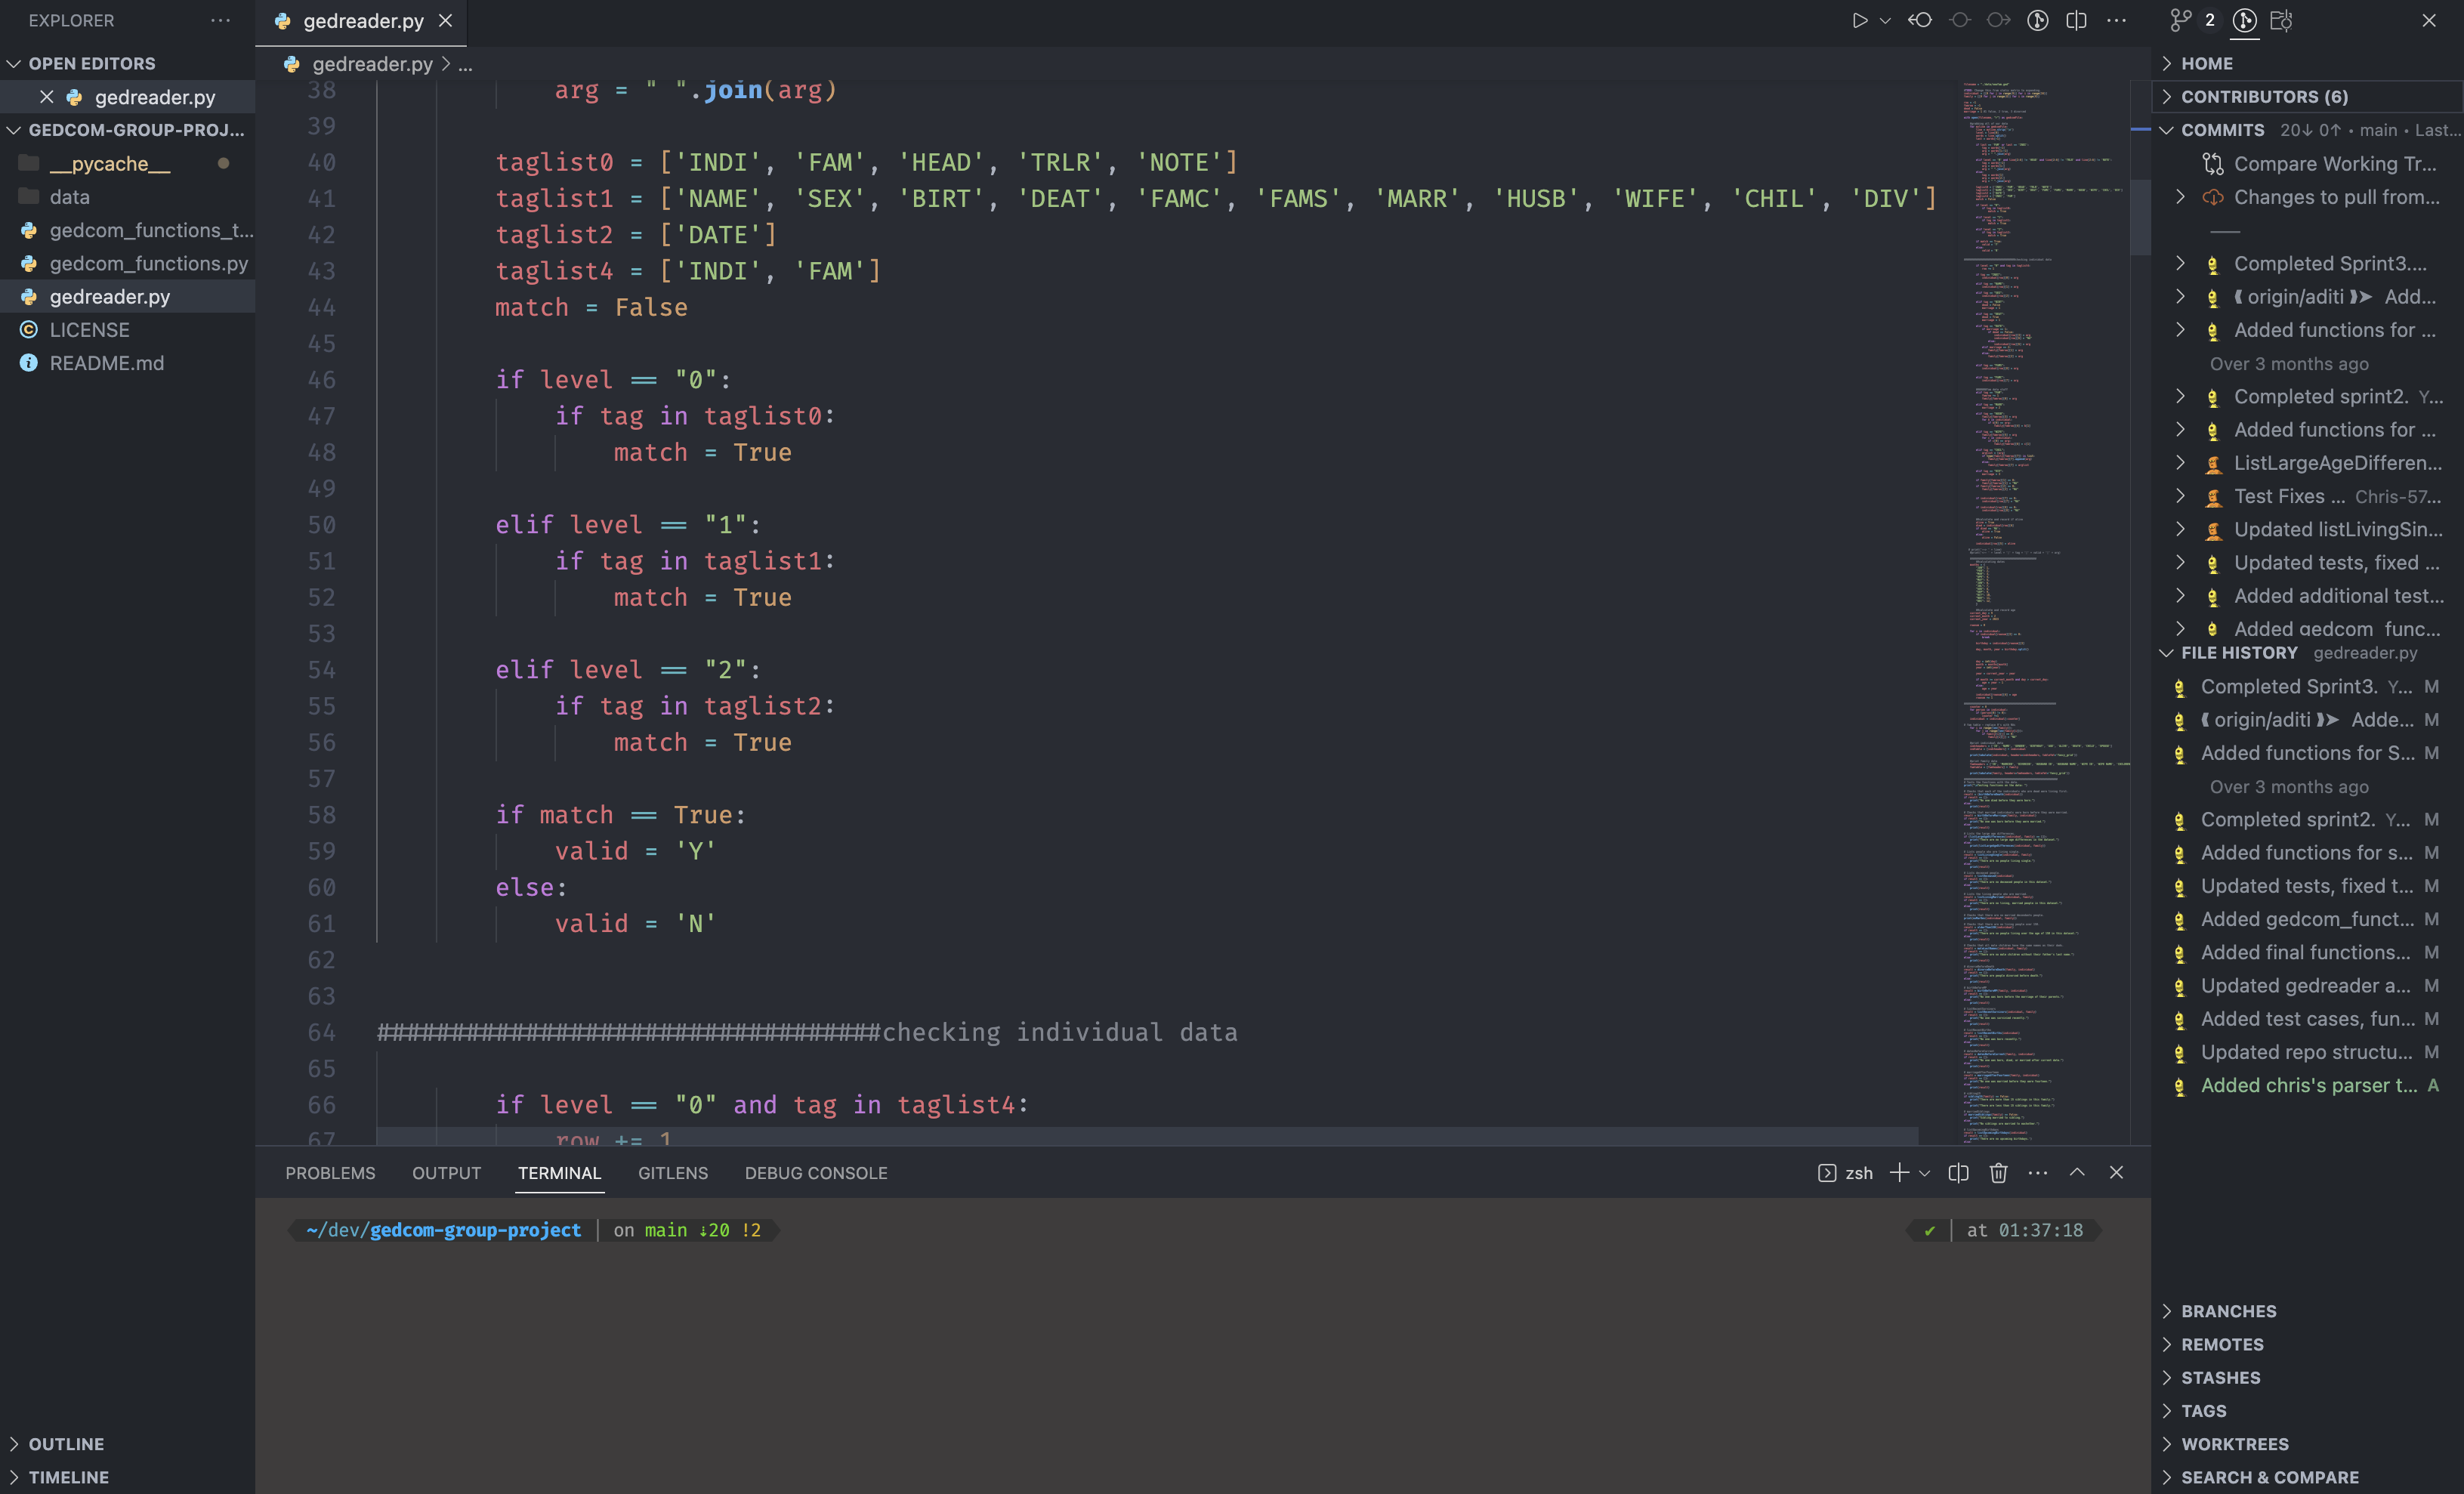 EXPLORER
OPEN EDITORS
gedreader.py
GEDCOM-GROUP-PROJ...
__pycache__
data
gedcom_functions_t...
gedcom_functions.py
gedreader.py
LICENSE
README.md
OUTLINE
TIMELINE
gedreader.py
gedreader.py > ...
38 arg = " ".join(arg)
39
40 taglist0 = ['INDI', 'FAM', 'HEAD', 'TRLR', 'NOTE']
41 taglist1 = ['NAME', 'SEX', 'BIRT', 'DEAT', 'FAMC', 'FAMS', 'MARR', 'HUSB', 'WIFE', 'CHIL', 'DIV']
42 taglist2 = ['DATE']
43 taglist4 = ['INDI', 'FAM']
44 match = False
45
46 if level == "0":
47 if tag in taglist0:
48 match = True
49
50 elif level == "1":
51 if tag in taglist1:
52 match = True
53
54 elif level == "2":
55 if tag in taglist2:
56 match = True
57
58 if match == True:
59 valid = 'Y'
60 else:
61 valid = 'N'
62
63
64 ##################################checking individual data
65
66 if level == "0" and tag in taglist4:
67 row += 1
PROBLEMS OUTPUT TERMINAL GITLENS DEBUG CONSOLE
zsh
~/dev/gedcom-group-project | on main ⇣20 !2
✔ | at 01:37:18
2
HOME
CONTRIBUTORS (6)
COMMITS 20↓ 0↑ • main • Last...
Compare Working Tr...
Changes to pull from...
Completed Sprint3....
⟪ origin/aditi ⟫➤ Add...
Added functions for ...
Over 3 months ago
Completed sprint2. Y...
Added functions for ...
ListLargeAgeDifferen...
Test Fixes ... Chris-57...
Updated listLivingSin...
Updated tests, fixed ...
Added additional test...
Added gedcom_func...
FILE HISTORY gedreader.py
Completed Sprint3. Y... M
⟪ origin/aditi ⟫➤ Adde... M
Added functions for S... M
Over 3 months ago
Completed sprint2. Y... M
Added functions for s... M
Updated tests, fixed t... M
Added gedcom_funct... M
Added final functions... M
Updated gedreader a... M
Added test cases, fun... M
Updated repo structu... M
Added chris's parser t... A
BRANCHES
REMOTES
STASHES
TAGS
WORKTREES
SEARCH & COMPARE